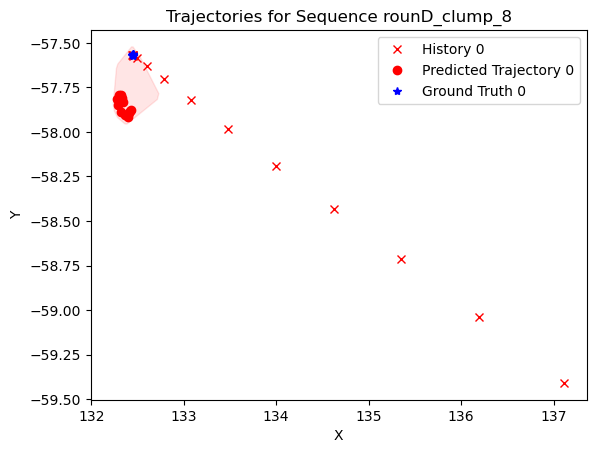 Trajectories for Sequence rounD_clump_8
History 0
Predicted Trajectory 0
Ground Truth 0
Y
−57.50
−57.75
−58.00
−58.25
−58.50
−58.75
−59.00
−59.25
−59.50
132
133
134
135
136
137
X